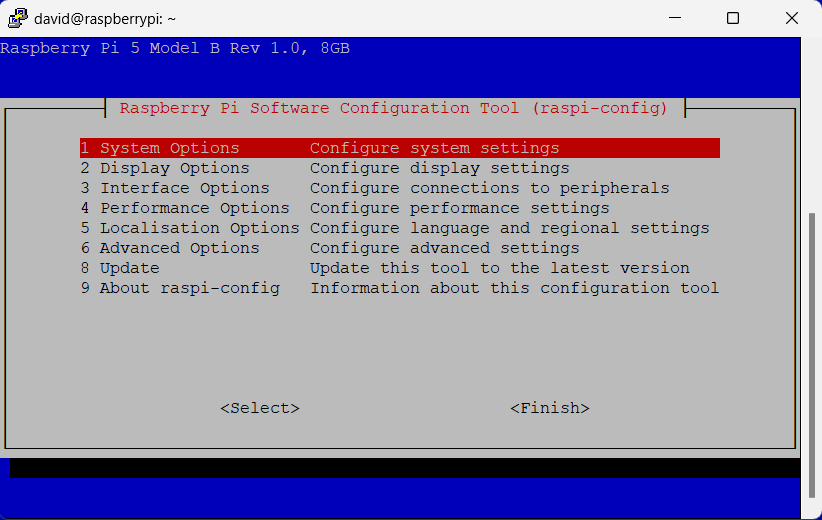 david@raspberrypi: ~
Raspberry Pi 5 Model B Rev 1.0, 8GB
Raspberry Pi Software Configuration Tool (raspi-config)
1 System Options       Configure system settings
2 Display Options      Configure display settings
3 Interface Options    Configure connections to peripherals
4 Performance Options  Configure performance settings
5 Localisation Options Configure language and regional settings
6 Advanced Options     Configure advanced settings
8 Update               Update this tool to the latest version
9 About raspi-config   Information about this configuration tool
<Select>                     <Finish>